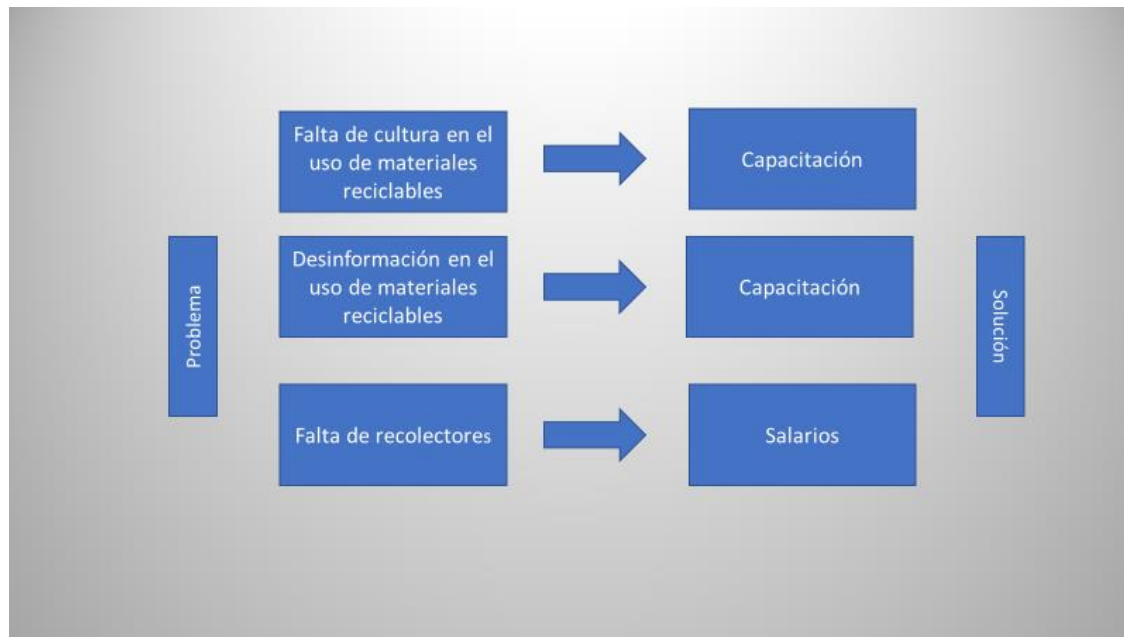 Falta de cultura en el
uso de materiales
reciclables
Capacitación
Problema
Desinformación en el
uso de materiales
reciclables
Capacitación
Solución
Falta de recolectores
Salarios